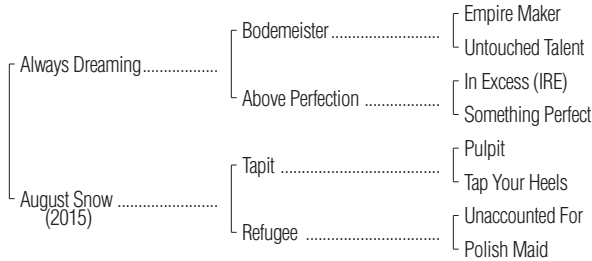 Empire Maker
Bodemeister........................
Untouched Talent
Always Dreaming................
In Excess (IRE)
Above Perfection ................
Something Perfect
Pulpit
Tapit ..................................
Tap Your Heels
August Snow .....................
(2015)
Unaccounted For
Refugee .............................
Polish Maid